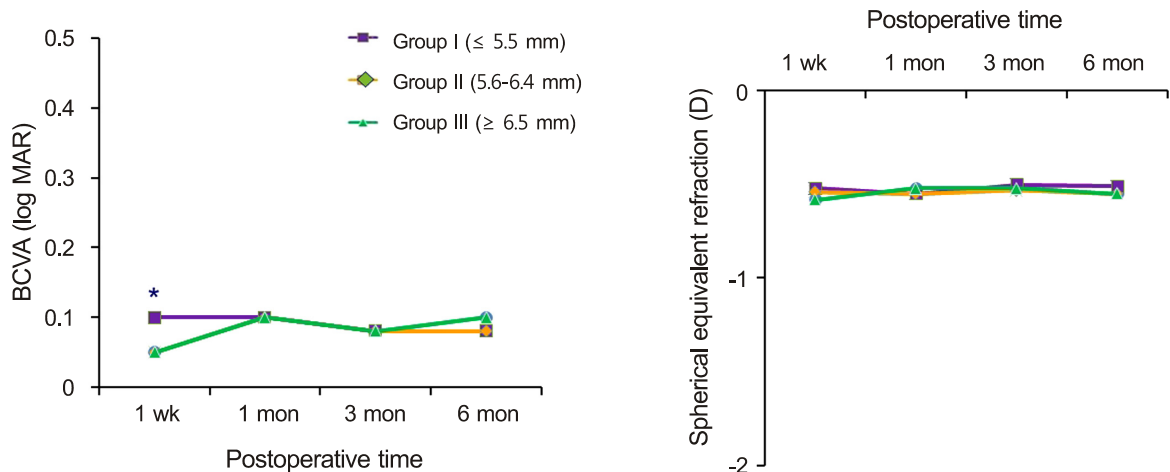 0.5
0.4
0.3
0.2
0.1
0
BCVA (log MAR)
Group I (≤ 5.5 mm)
Group II (5.6-6.4 mm)
Group III (≥ 6.5 mm)
*
1 wk 1 mon 3 mon 6 mon
Postoperative time
Postoperative time
1 wk 1 mon 3 mon 6 mon
0
-1
-2
Spherical equivalent refraction (D)